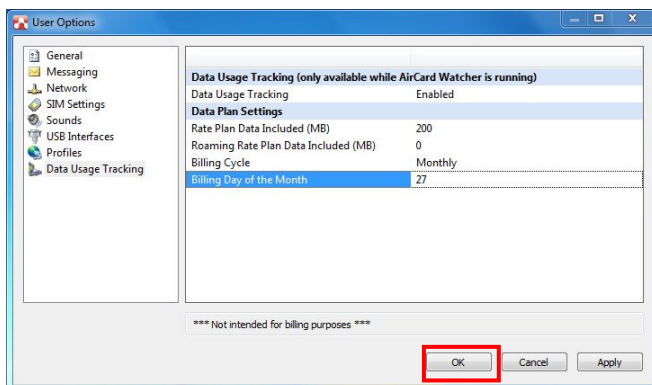 User Options
General
Messaging
Network
SIM Settings
Sounds
USB Interfaces
Profiles
Data Usage Tracking
Data Usage Tracking (only available while AirCard Watcher is running)
Data Usage Tracking Enabled
Data Plan Settings
Rate Plan Data Included (MB) 200
Roaming Rate Plan Data Included (MB) 0
Billing Cycle Monthly
Billing Day of the Month 27
*** Not intended for billing purposes ***
OK Cancel Apply